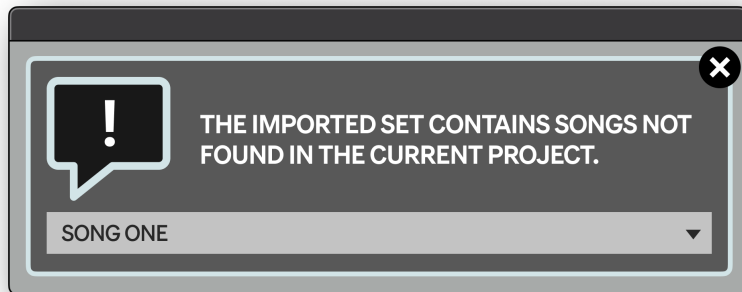 !
THE IMPORTED SET CONTAINS SONGS NOT
FOUND IN THE CURRENT PROJECT.
SONG ONE